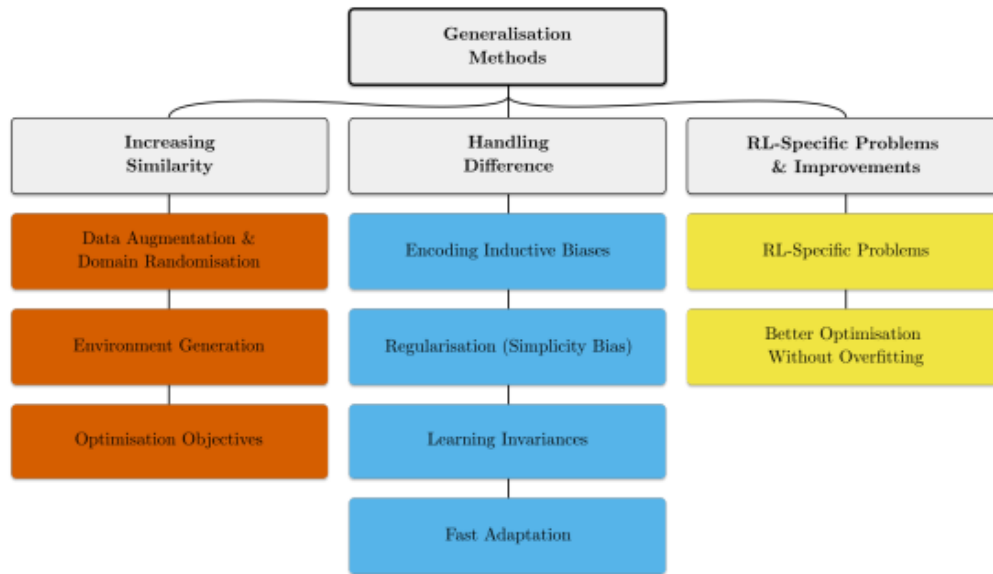 Generalisation
Methods
Increasing
Similarity
Handling
Difference
RL-Specific Problems
& Improvements
Data Augmentation &
Domain Randomisation
Encoding Inductive Biases
RL-Specific Problems
Environment Generation
Regularisation (Simplicity Bias)
Better Optimisation
Without Overfitting
Optimisation Objectives
Learning Invariances
Fast Adaptation